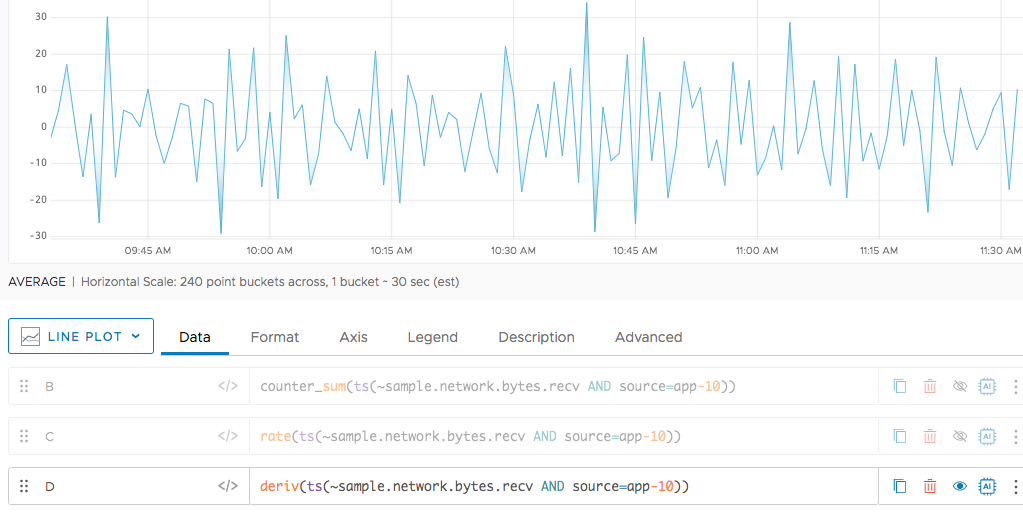 30
20
10
0
-10
-20
-30
09:45 AM 10:00 AM 10:15 AM 10:30 AM 10:45 AM 11:00 AM 11:15 AM 11:30 AM
AVERAGE | Horizontal Scale: 240 point buckets across, 1 bucket ~ 30 sec (est)
LINE PLOT Data Format Axis Legend Description Advanced
B </> counter_sum(ts(~sample.network.bytes.recv AND source=app-10)) AI
C </> rate(ts(~sample.network.bytes.recv AND source=app-10)) AI
D </> deriv(ts(~sample.network.bytes.recv AND source=app-10)) AI